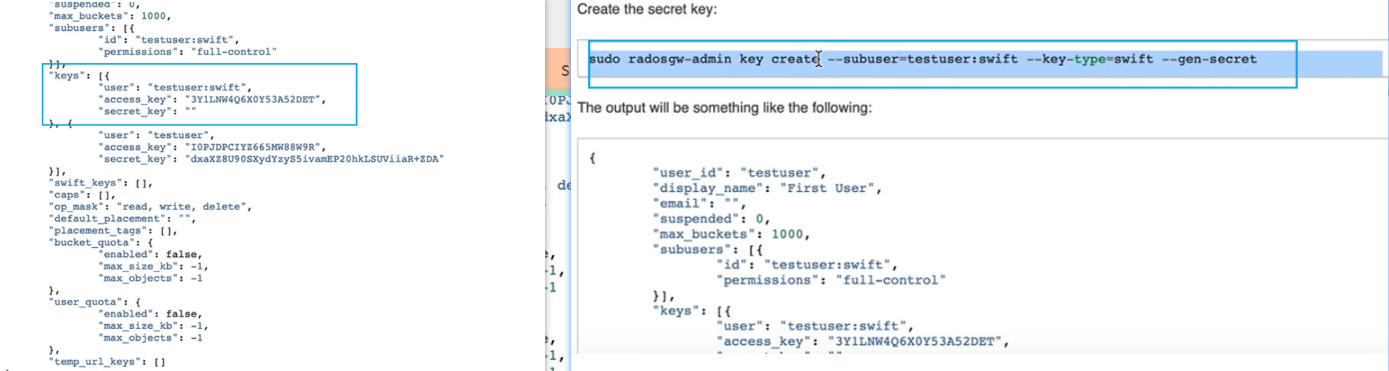 "suspended": 0,
"max_buckets": 1000,
"subusers": [{
"id": "testuser:swift",
"permissions": "full-control"
}],
"keys": [{
"user": "testuser:swift",
"access_key": "3Y1LNW4Q6X0Y53A52DET",
"secret_key": ""
}, {
"user": "testuser",
"access_key": "I0PJDPCIYZ665MW88W9R",
"secret_key": "dxaXZ8U90SXydYzyS5ivamEP20hkLSUViiaR+ZDA"
}],
"swift_keys": [],
"caps": [],
"op_mask": "read, write, delete",
"default_placement": "",
"placement_tags": [],
"bucket_quota": {
"enabled": false,
"max_size_kb": -1,
"max_objects": -1
},
"user_quota": {
"enabled": false,
"max_size_kb": -1,
"max_objects": -1
},
"temp_url_keys": []
S
I0PJ
dxaX
de
-1,
-1
-1,
Create the secret key:
sudo radosgw-admin key create --subuser=testuser:swift --key-type=swift --gen-secret
The output will be something like the following:
{
"user_id": "testuser",
"display_name": "First User",
"email": "",
"suspended": 0,
"max_buckets": 1000,
"subusers": [{
"id": "testuser:swift",
"permissions": "full-control"
}],
"keys": [{
"user": "testuser:swift",
"access_key": "3Y1LNW4Q6X0Y53A52DET",